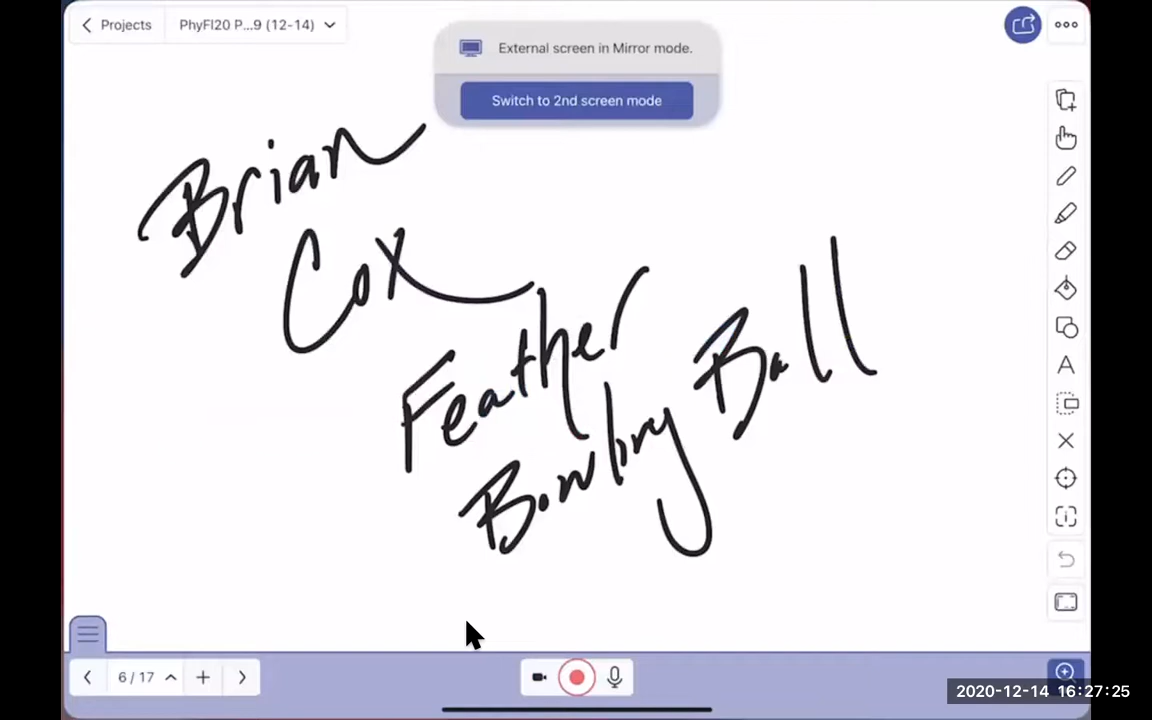 Projects
PhyFl20 P...9 (12-14)
External screen in Mirror mode.
Switch to 2nd screen mode
Brian
Cox
Feather
Bowling Ball
A
6 / 17
2020-12-14 16:27:25